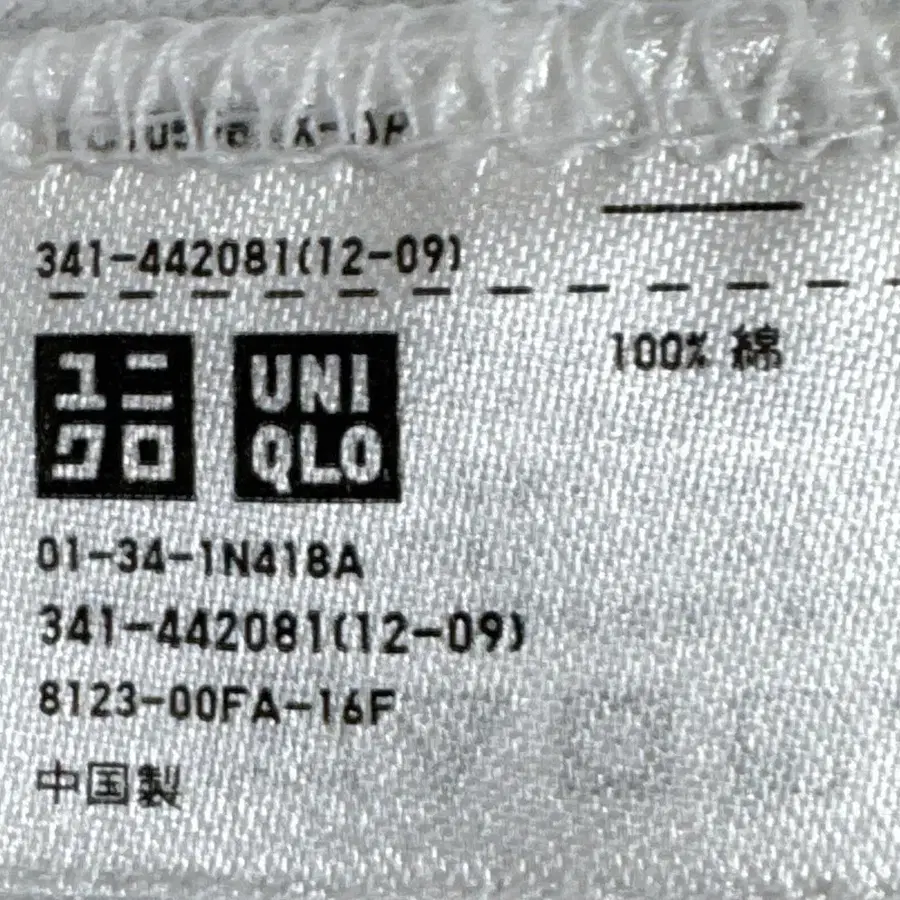 341-442081(12-09)
100% 綿
ユニ
クロ
UNI
QLO
01-34-1N418A
341-442081(12-09)
8123-00FA-16F
中国製